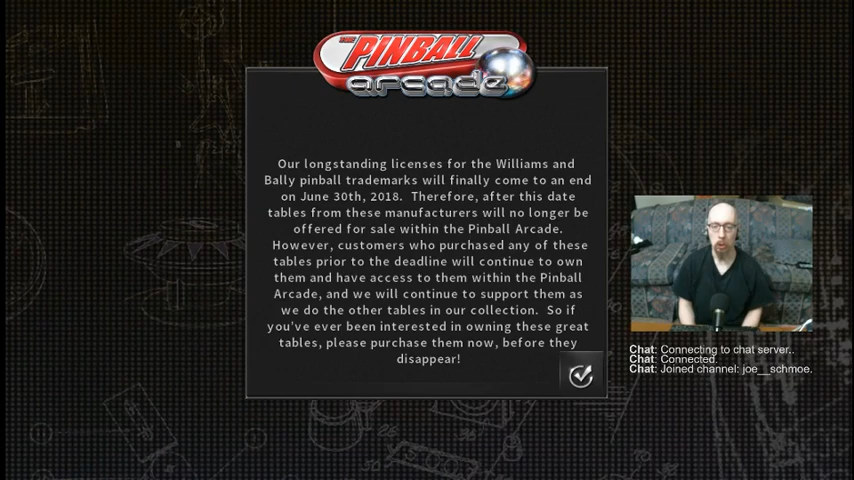 THE PINBALL
arcade
Our longstanding licenses for the Williams and
Bally pinball trademarks will finally come to an end
on June 30th, 2018.  Therefore, after this date
tables from these manufacturers will no longer be
offered for sale within the Pinball Arcade.
However, customers who purchased any of these
tables prior to the deadline will continue to own
them and have access to them within the Pinball
Arcade, and we will continue to support them as
we do the other tables in our collection.  So if
you've ever been interested in owning these great
tables, please purchase them now, before they
disappear!
Chat: Connecting to chat server..
Chat: Connected.
Chat: Joined channel: joe__schmoe.